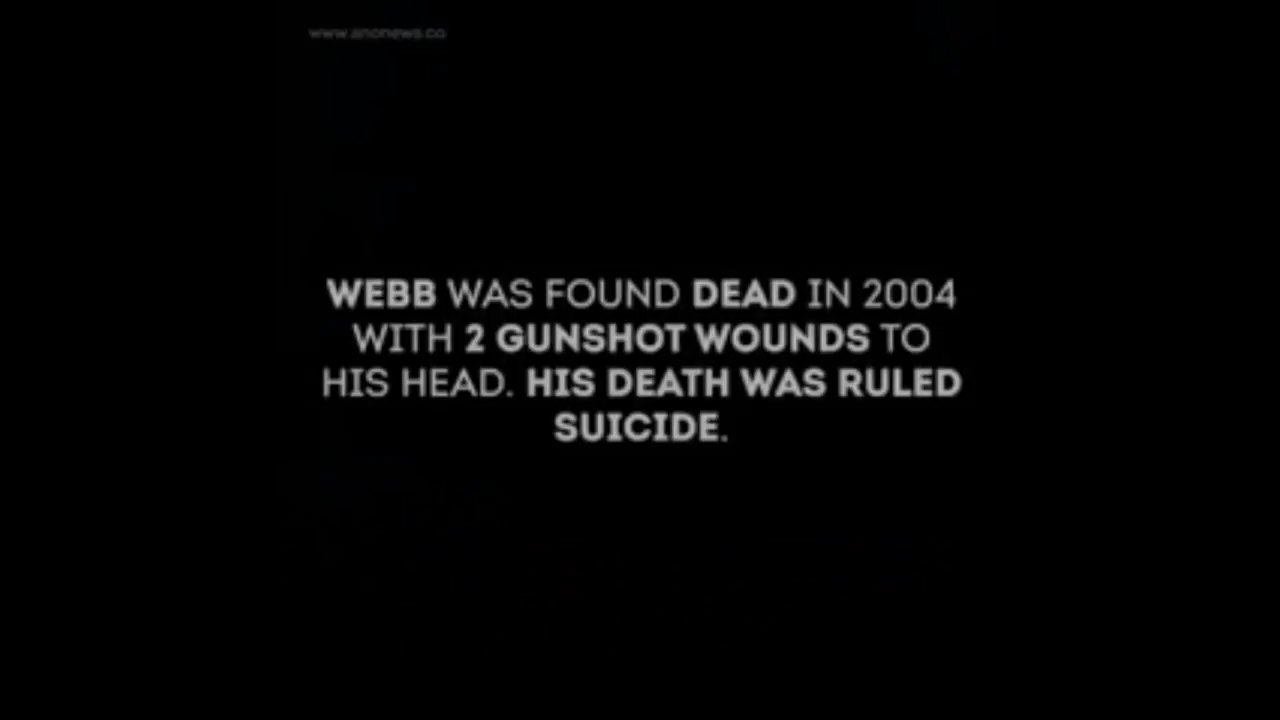 www.anonews.co
WEBB WAS FOUND DEAD IN 2004
WITH 2 GUNSHOT WOUNDS TO
HIS HEAD. HIS DEATH WAS RULED
SUICIDE.